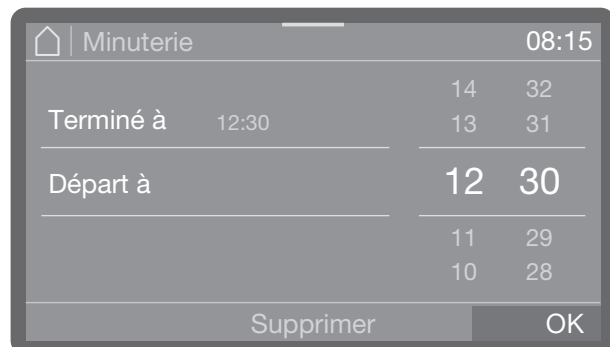 Minuterie 08:15
14 32
Terminé à 12:30 13 31
Départ à 12 30
11 29
10 28
Supprimer OK